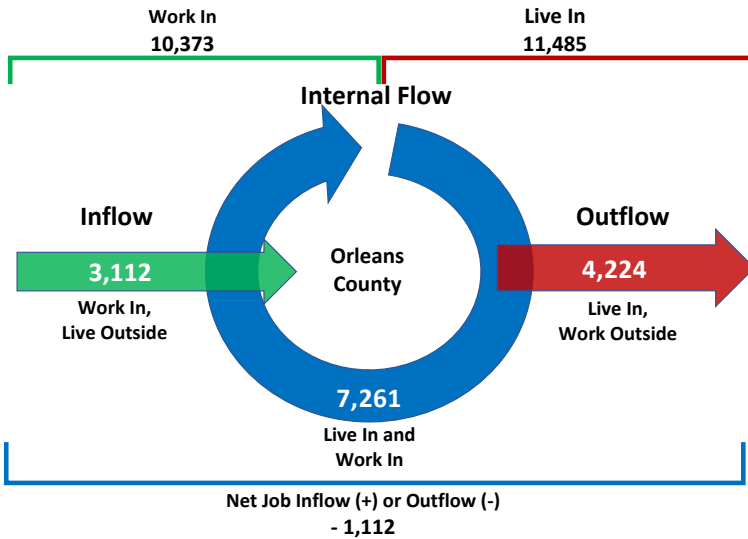 Work In
10,373
Live In
11,485
Internal Flow
Inflow
Outflow
3,112
Orleans
County
4,224
Work In,
Live Outside
Live In,
Work Outside
7,261
Live In and
Work In
Net Job Inflow (+) or Outflow (-)
- 1,112